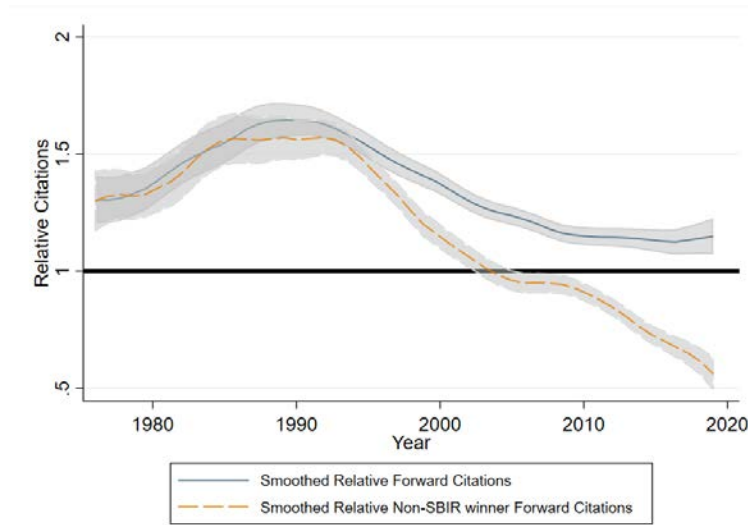 2
1.5
1
.5
Relative Citations
1980
1990
2000
2010
2020
Year
Smoothed Relative Forward Citations
Smoothed Relative Non-SBIR winner Forward Citations